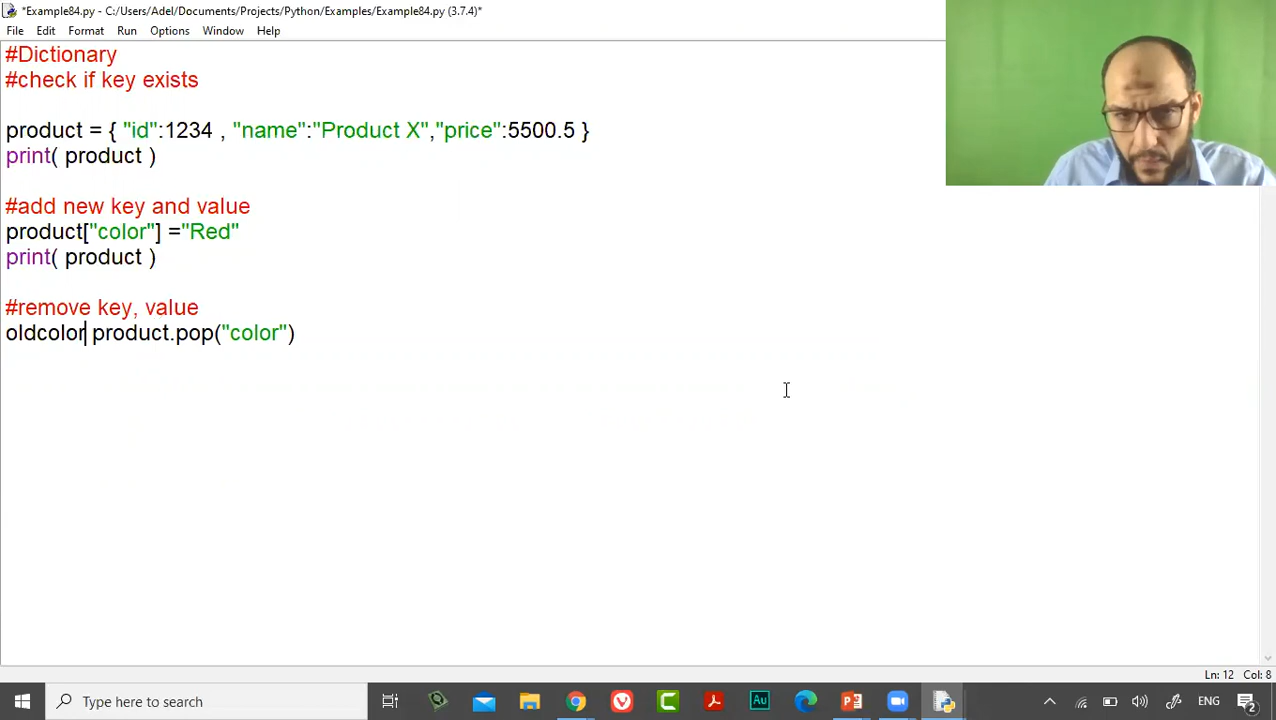 *Example84.py - C:/Users/Adel/Documents/Projects/Python/Examples/Example84.py (3.7.4)*
File Edit Format Run Options Window Help
#Dictionary
#check if key exists
product = { "id":1234 , "name":"Product X","price":5500.5 }
print( product )
#add new key and value
product["color"] ="Red"
print( product )
#remove key, value
oldcolor product.pop("color")
Ln: 12 Col: 8
Type here to search
Au
ENG
2